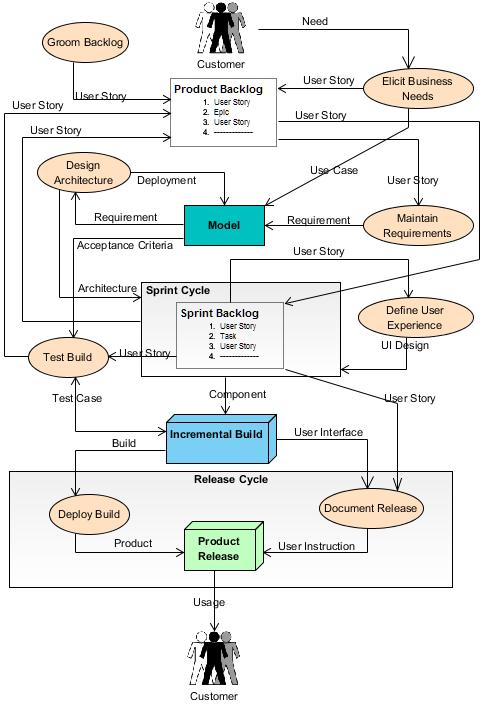 Need
Groom Backlog
Customer
User Story
User Story
Product Backlog
1. User Story
2. Epic
3. User Story
4. --------------
Elicit Business
Needs
User Story
User Story
User Story
Design
Architecture
Deployment
Use Case
User Story
Requirement
Model
Requirement
Maintain
Requirements
Acceptance Criteria
User Story
Architecture
Sprint Cycle
Sprint Backlog
1. User Story
2. Task
3. User Story
4. --------------
Define User
Experience
UI Design
Test Build
User Story
Test Case
Component
User Story
Incremental Build
User Interface
Build
Release Cycle
Deploy Build
Document Release
Product
Product
Release
User Instruction
Usage
Customer